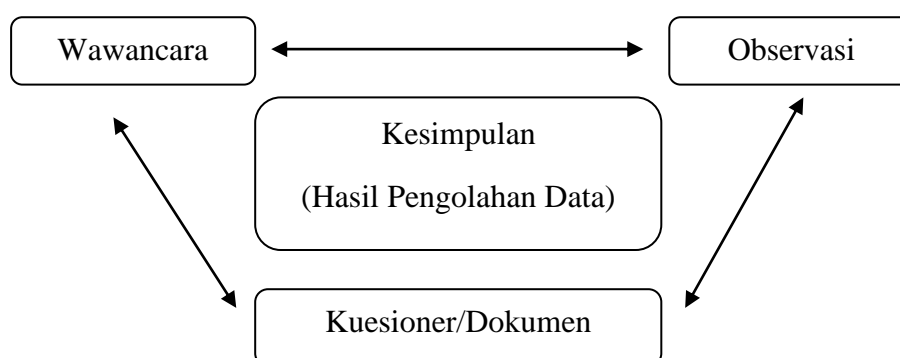 Wawancara
Observasi
Kesimpulan
(Hasil Pengolahan Data)
Kuesioner/Dokumen